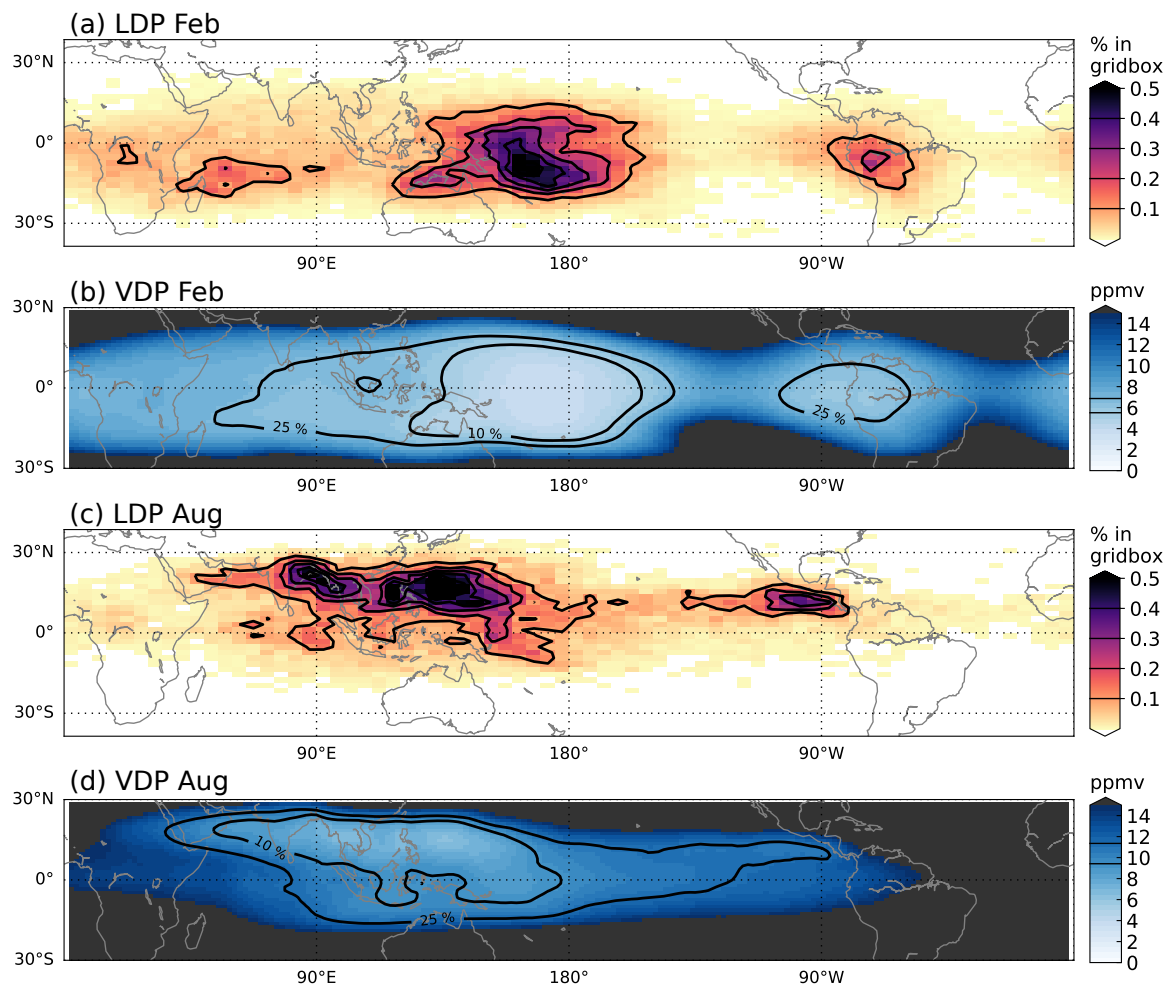 (a) LDP Feb
30°N
0°
30°S
90°E
180°
90°W
% in
gridbox
0.5
0.4
0.3
0.2
0.1
(b) VDP Feb
30°N
0°
30°S
25 %
10 %
25 %
90°E
180°
90°W
ppmv
14
12
10
8
6
4
2
0
(c) LDP Aug
30°N
0°
30°S
90°E
180°
90°W
% in
gridbox
0.5
0.4
0.3
0.2
0.1
(d) VDP Aug
30°N
0°
30°S
10 %
25 %
90°E
180°
90°W
ppmv
14
12
10
8
6
4
2
0